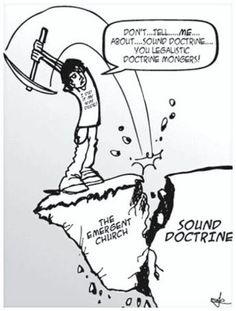 DON'T...TELL.....ME....
ABOUT....SOUND DOCTRINE....
YOU LEGALISTIC
DOCTRINE MONGERS!
THE
EMERGENT
CHURCH
SOUND
DOCTRINE